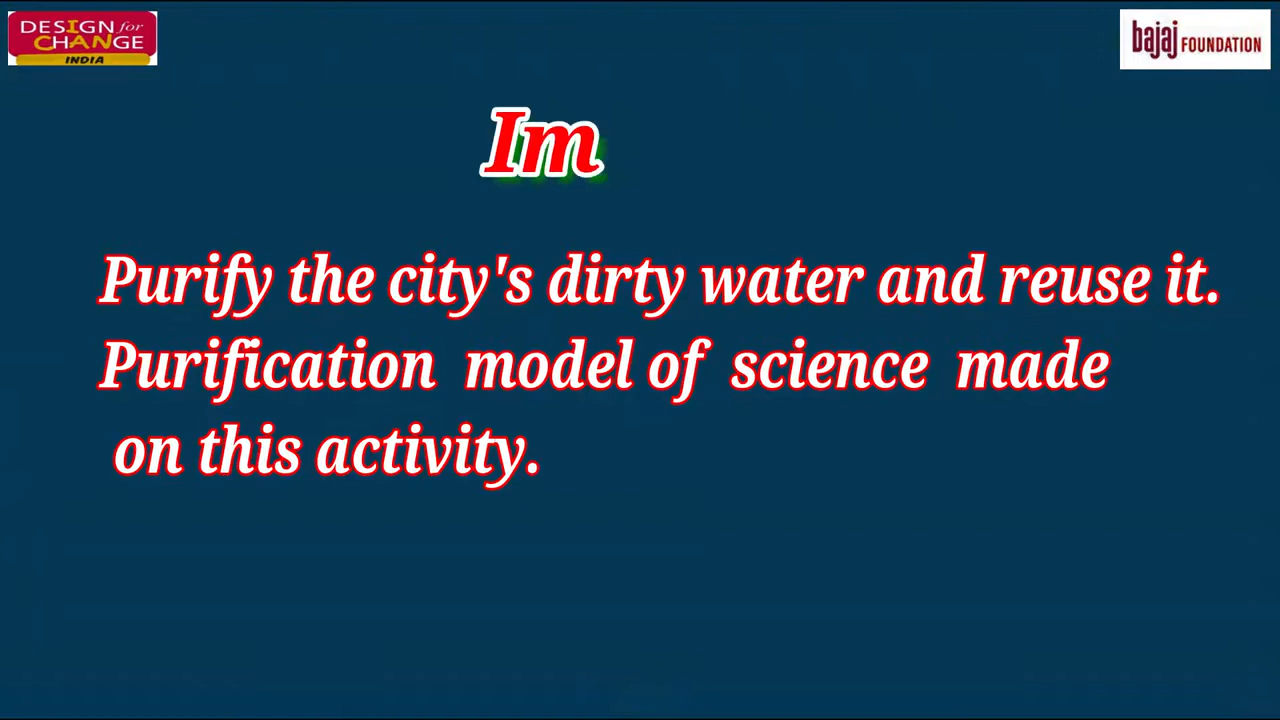 DESIGN for
CHANGE
INDIA
bajaj FOUNDATION
Im
Purify the city's dirty water and reuse it.
Purification model of science made
on this activity.